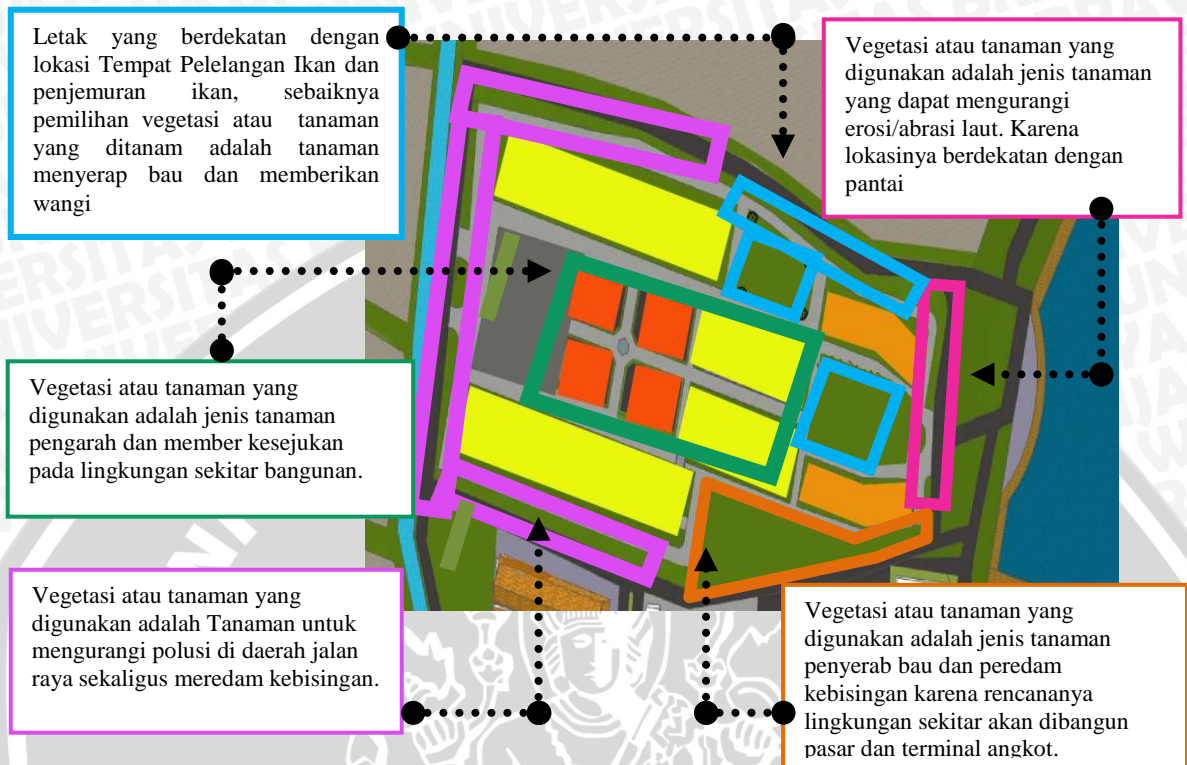 Letak yang berdekatan dengan
lokasi Tempat Pelelangan Ikan dan
penjemuran ikan, sebaiknya
pemilihan vegetasi atau tanaman
yang ditanam adalah tanaman
menyerap bau dan memberikan
wangi
Vegetasi atau tanaman yang
digunakan adalah jenis tanaman
yang dapat mengurangi
erosi/abrasi laut. Karena
lokasinya berdekatan dengan
pantai
Vegetasi atau tanaman yang
digunakan adalah jenis tanaman
pengarah dan member kesejukan
pada lingkungan sekitar bangunan.
Vegetasi atau tanaman yang
digunakan adalah Tanaman untuk
mengurangi polusi di daerah jalan
raya sekaligus meredam kebisingan.
Vegetasi atau tanaman yang
digunakan adalah jenis tanaman
penyerab bau dan peredam
kebisingan karena rencananya
lingkungan sekitar akan dibangun
pasar dan terminal angkot.